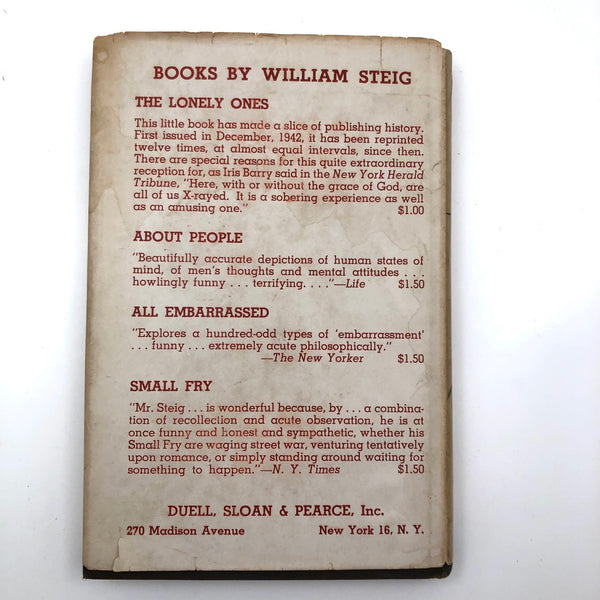 BOOKS BY WILLIAM STEIG
THE LONELY ONES
This little book has made a slice of publishing history.
First issued in December, 1942, it has been reprinted
twelve times, at almost equal intervals, since then.
There are special reasons for this quite extraordinary
reception for, as Iris Barry said in the New York Herald
Tribune, "Here, with or without the grace of God, are
all of us X-rayed. It is a sobering experience as well
as an amusing one." $1.00
ABOUT PEOPLE
"Beautifully accurate depictions of human states of
mind, of men's thoughts and mental attitudes . . .
howlingly funny . . . terrifying. . . ."—Life $1.50
ALL EMBARRASSED
"Explores a hundred-odd types of 'embarrassment'
. . . funny . . . extremely acute philosophically."
—The New Yorker $1.50
SMALL FRY
"Mr. Steig . . . is wonderful because, by . . . a combina-
tion of recollection and acute observation, he is at
once funny and honest and sympathetic, whether his
Small Fry are waging street war, venturing tentatively
upon romance, or simply standing around waiting for
something to happen."—N. Y. Times $1.50
DUELL, SLOAN & PEARCE, Inc.
270 Madison Avenue New York 16, N. Y.